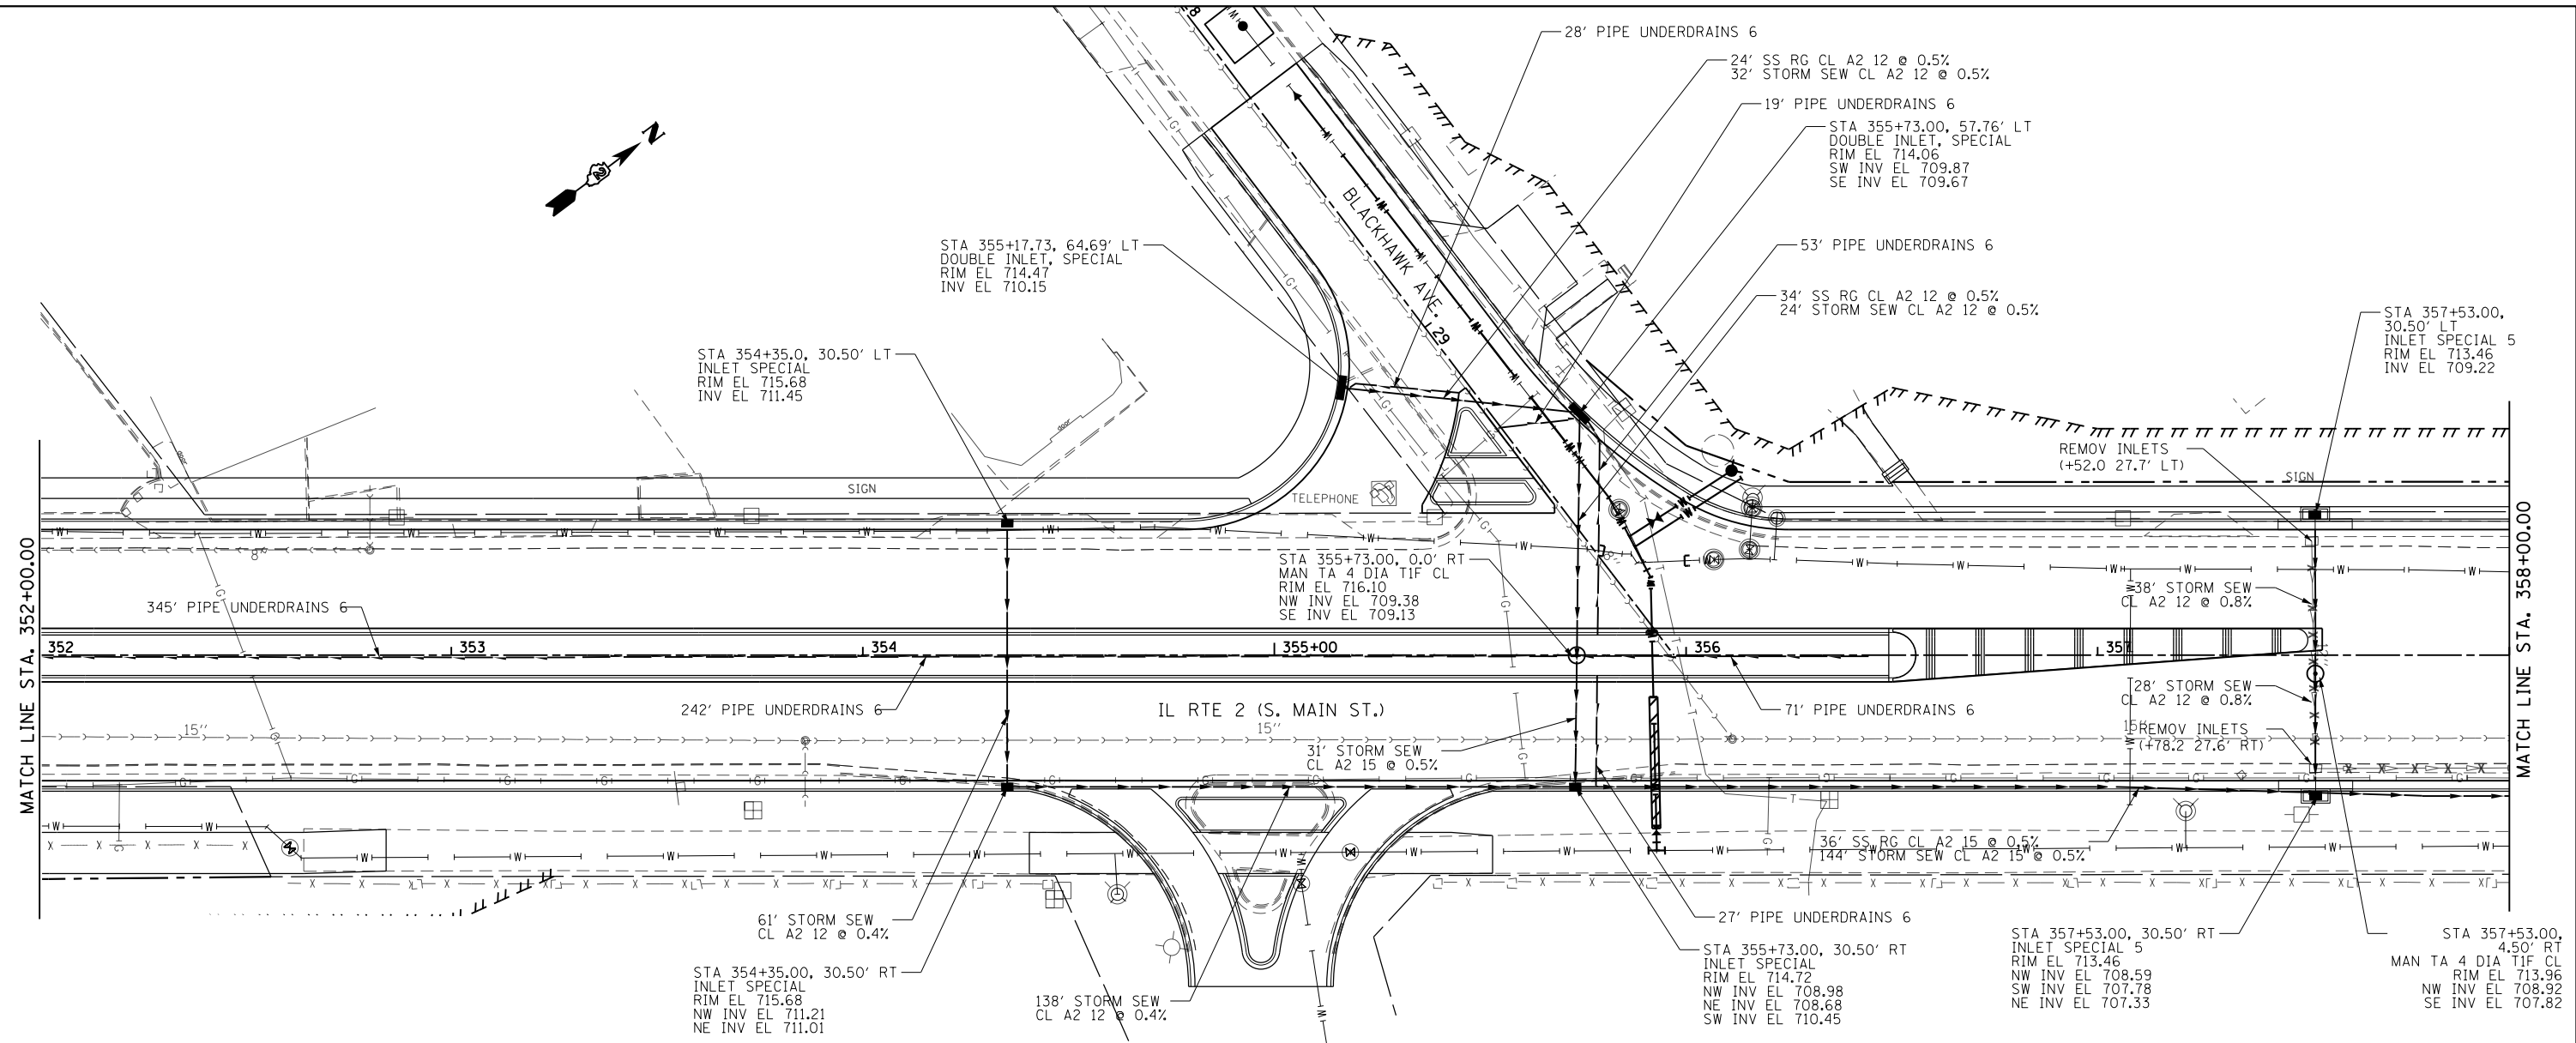 28' PIPE UNDERDRAINS 6
24' SS RG CL A2 12 @ 0.5%
32' STORM SEW CL A2 12 @ 0.5%
19' PIPE UNDERDRAINS 6
STA 355+73.00, 57.76' LT
DOUBLE INLET, SPECIAL
RIM EL 714.06
SW INV EL 709.87
SE INV EL 709.67
N
2
BLACKHAWK AVE.
29
STA 355+17.73, 64.69' LT
DOUBLE INLET, SPECIAL
RIM EL 714.47
INV EL 710.15
53' PIPE UNDERDRAINS 6
34' SS RG CL A2 12 @ 0.5%
24' STORM SEW CL A2 12 @ 0.5%
STA 357+53.00,
30.50' LT
INLET SPECIAL 5
RIM EL 713.46
INV EL 709.22
STA 354+35.0, 30.50' LT
INLET SPECIAL
RIM EL 715.68
INV EL 711.45
REMOV INLETS
(+52.0 27.7' LT)
SIGN
SIGN
TELEPHONE
8"
STA 355+73.00, 0.0' RT
MAN TA 4 DIA T1F CL
RIM EL 716.10
NW INV EL 709.38
SE INV EL 709.13
MATCH LINE STA. 352+00.00
MATCH LINE STA. 358+00.00
345' PIPE UNDERDRAINS 6
38' STORM SEW
CL A2 12 @ 0.8%
352
353
354
355+00
356
357
12"
242' PIPE UNDERDRAINS 6
IL RTE 2 (S. MAIN ST.)
71' PIPE UNDERDRAINS 6
28' STORM SEW
CL A2 12 @ 0.8%
15"
15"
15"
REMOV INLETS
(+78.2 27.6' RT)
31' STORM SEW
CL A2 15 @ 0.5%
36' SS RG CL A2 15 @ 0.5%
144' STORM SEW CL A2 15 @ 0.5%
61' STORM SEW
CL A2 12 @ 0.4%
27' PIPE UNDERDRAINS 6
STA 354+35.00, 30.50' RT
INLET SPECIAL
RIM EL 715.68
NW INV EL 711.21
NE INV EL 711.01
138' STORM SEW
CL A2 12 @ 0.4%
STA 355+73.00, 30.50' RT
INLET SPECIAL
RIM EL 714.72
NW INV EL 708.98
NE INV EL 708.68
SW INV EL 710.45
STA 357+53.00, 30.50' RT
INLET SPECIAL 5
RIM EL 713.46
NW INV EL 708.59
SW INV EL 707.78
NE INV EL 707.33
STA 357+53.00,
4.50' RT
MAN TA 4 DIA T1F CL
RIM EL 713.96
NW INV EL 708.92
SE INV EL 707.82